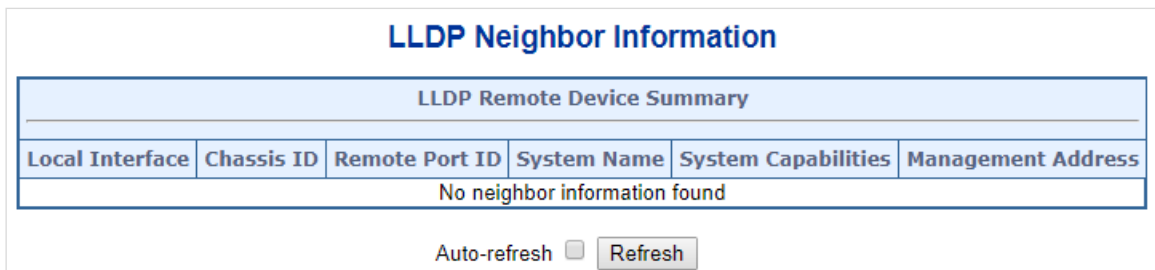 LLDP Neighbor Information
LLDP Remote Device Summary
Local Interface Chassis ID Remote Port ID System Name System Capabilities Management Address
No neighbor information found
Auto-refresh Refresh